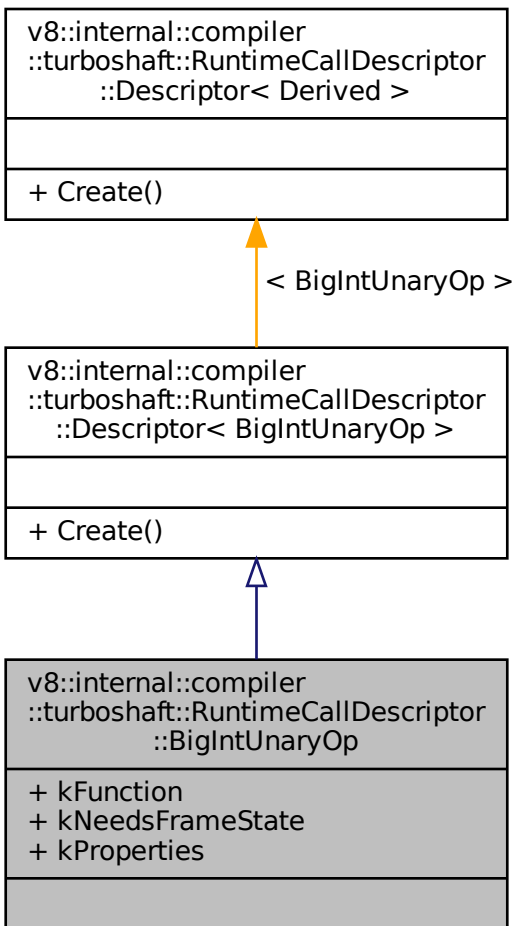 v8::internal::compiler
::turboshaft::RuntimeCallDescriptor
::Descriptor< Derived >
+ Create()
< BigIntUnaryOp >
v8::internal::compiler
::turboshaft::RuntimeCallDescriptor
::Descriptor< BigIntUnaryOp >
+ Create()
v8::internal::compiler
::turboshaft::RuntimeCallDescriptor
::BigIntUnaryOp
+ kFunction
+ kNeedsFrameState
+ kProperties